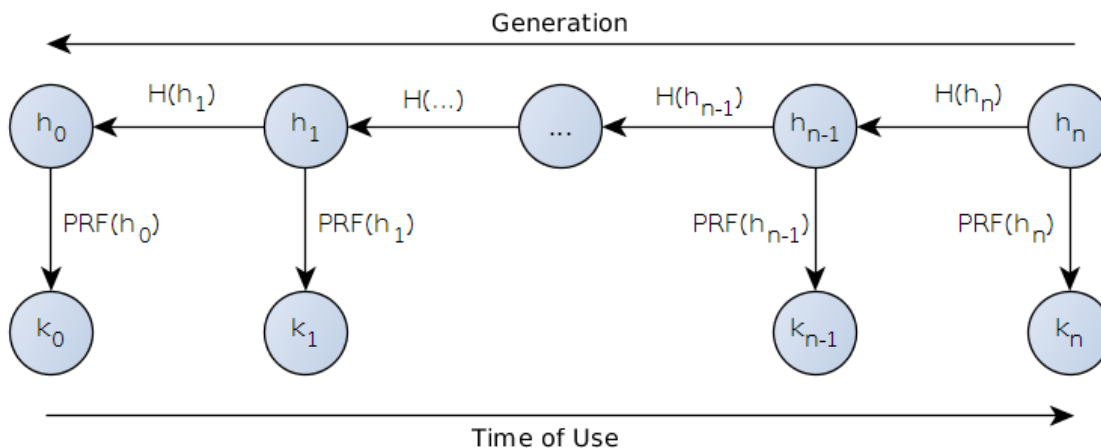 Generation
H(h₁) H(...) H(hₙ₋₁) H(hₙ)
h₀ h₁ ... hₙ₋₁ hₙ
PRF(h₀) PRF(h₁) PRF(hₙ₋₁) PRF(hₙ)
k₀ k₁ kₙ₋₁ kₙ
Time of Use